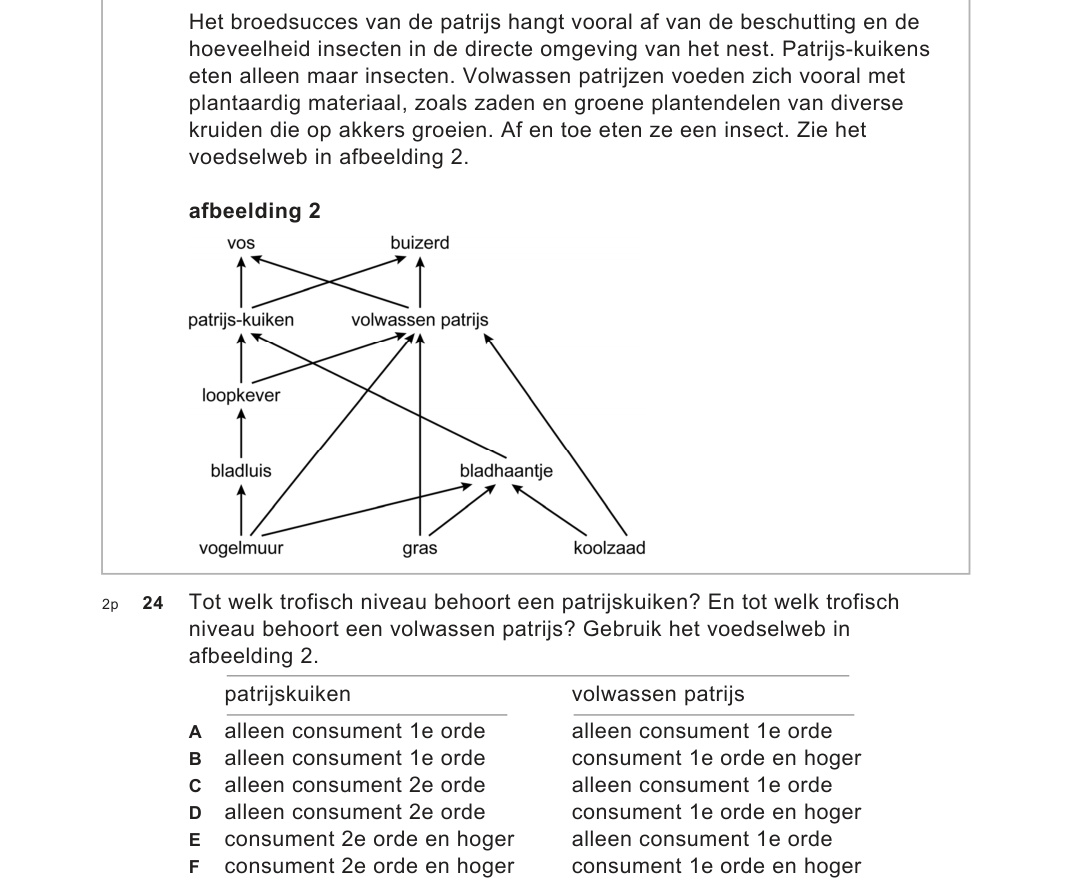 Het broedsucces van de patrijs hangt vooral af van de beschutting en de
hoeveelheid insecten in de directe omgeving van het nest. Patrijs-kuikens
eten alleen maar insecten. Volwassen patrijzen voeden zich vooral met
plantaardig materiaal, zoals zaden en groene plantendelen van diverse
kruiden die op akkers groeien. Af en toe eten ze een insect. Zie het
voedselweb in afbeelding 2.
afbeelding 2
vos buizerd
patrijs-kuiken volwassen patrijs
loopkever
bladluis bladhaantje
vogelmuur gras koolzaad
2p 24 Tot welk trofisch niveau behoort een patrijskuiken? En tot welk trofisch
niveau behoort een volwassen patrijs? Gebruik het voedselweb in
afbeelding 2.
patrijskuiken volwassen patrijs
A alleen consument 1e orde alleen consument 1e orde
B alleen consument 1e orde consument 1e orde en hoger
C alleen consument 2e orde alleen consument 1e orde
D alleen consument 2e orde consument 1e orde en hoger
E consument 2e orde en hoger alleen consument 1e orde
F consument 2e orde en hoger consument 1e orde en hoger